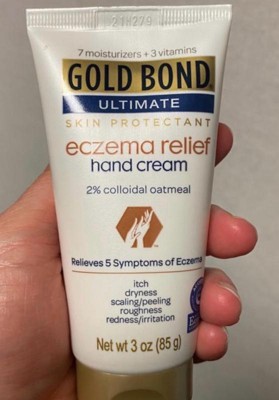 21H279
7 moisturizers + 3 vitamins
GOLD BOND
ULTIMATE
SKIN PROTECTANT
eczema relief
hand cream
2% colloidal oatmeal
Relieves 5 Symptoms of Eczema
itch
dryness
scaling/peeling
roughness
redness/irritation
Net wt 3 oz (85 g)